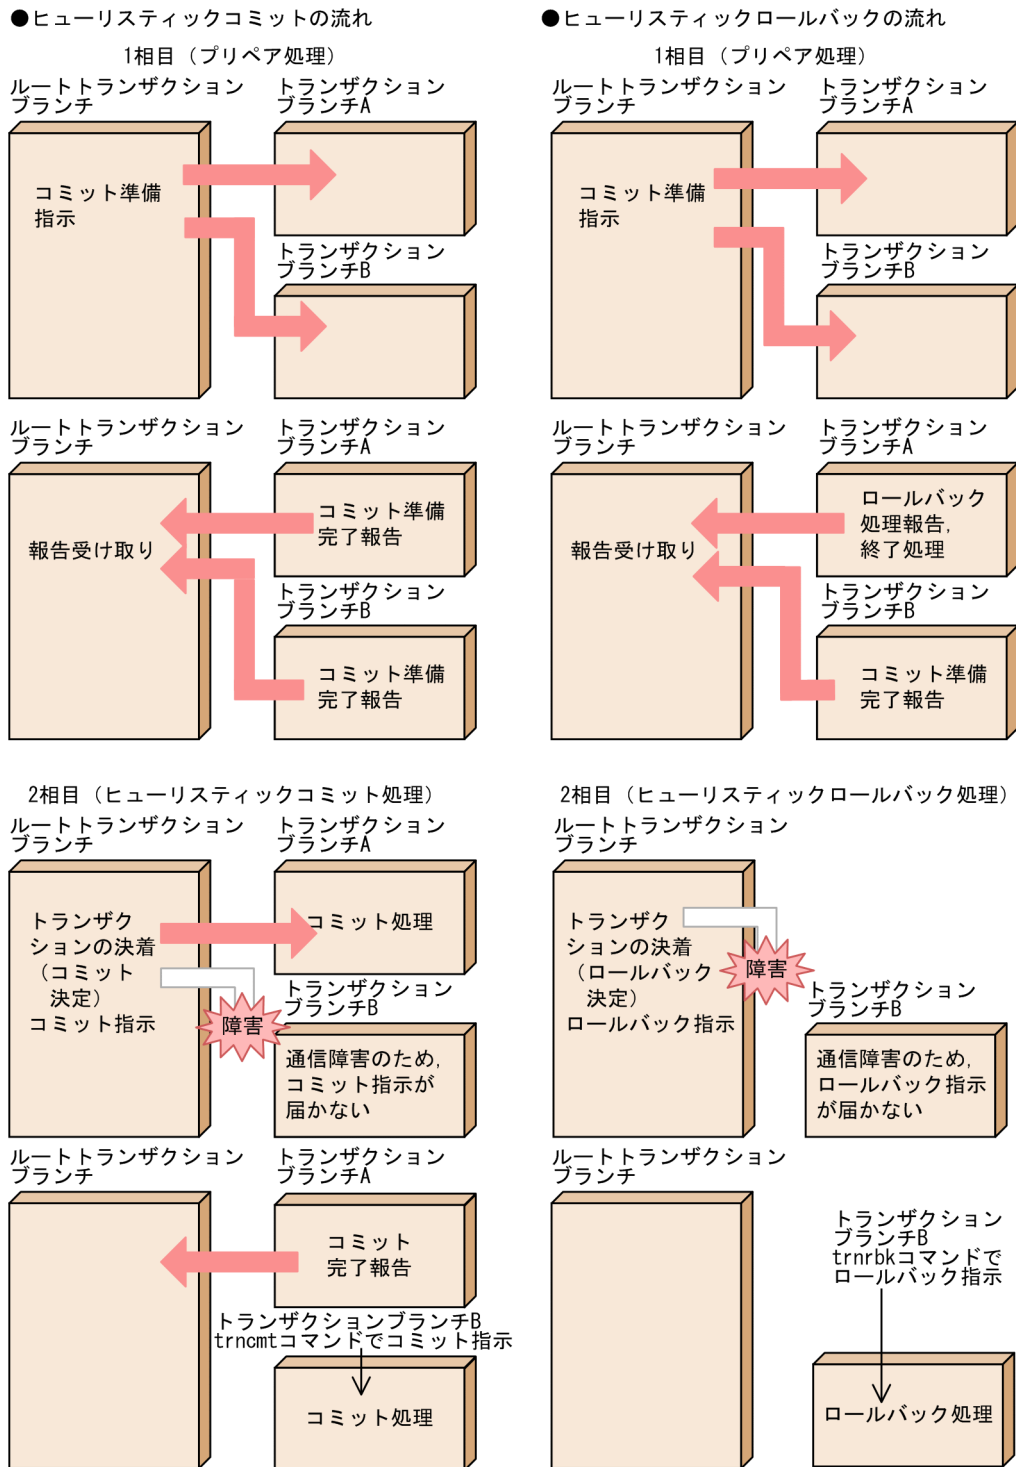 ●ヒューリスティックコミットの流れ
1相目（プリペア処理）
ルートトランザクション
ブランチ
トランザクション
ブランチA
コミット準備
指示
トランザクション
ブランチB
ルートトランザクション
ブランチ
トランザクション
ブランチA
報告受け取り
コミット準備
完了報告
トランザクション
ブランチB
コミット準備
完了報告
2相目（ヒューリスティックコミット処理）
ルートトランザクション
ブランチ
トランザクション
ブランチA
トランザク
ションの決着
（コミット
決定）
コミット指示
コミット処理
障害
トランザクション
ブランチB
通信障害のため，
コミット指示が
届かない
ルートトランザクション
ブランチ
トランザクション
ブランチA
コミット
完了報告
トランザクションブランチB
trncmtコマンドでコミット指示
コミット処理
●ヒューリスティックロールバックの流れ
1相目（プリペア処理）
ルートトランザクション
ブランチ
トランザクション
ブランチA
コミット準備
指示
トランザクション
ブランチB
ルートトランザクション
ブランチ
トランザクション
ブランチA
報告受け取り
ロールバック
処理報告，
終了処理
トランザクション
ブランチB
コミット準備
完了報告
2相目（ヒューリスティックロールバック処理）
ルートトランザクション
ブランチ
トランザク
ションの決着
（ロールバック
決定）
ロールバック指示
障害
トランザクション
ブランチB
通信障害のため，
ロールバック指示
が届かない
ルートトランザクション
ブランチ
トランザクション
ブランチB
trnrbkコマンドで
ロールバック指示
ロールバック処理